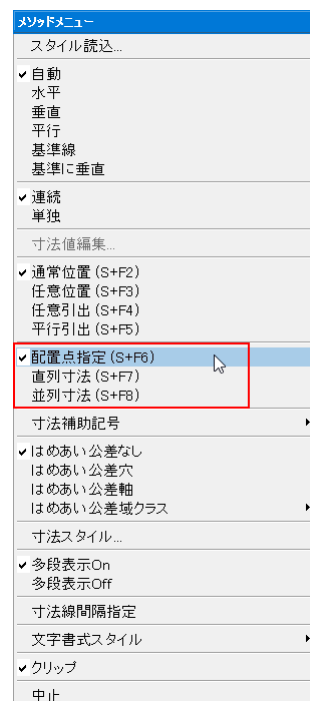 メソッドメニュー
スタイル読込...
自動
水平
垂直
平行
基準線
基準に垂直
連続
単独
寸法値編集...
通常位置 (S+F2)
任意位置 (S+F3)
任意引出 (S+F4)
平行引出 (S+F5)
配置点指定 (S+F6)
直列寸法 (S+F7)
並列寸法 (S+F8)
寸法補助記号
はめあい公差なし
はめあい公差穴
はめあい公差軸
はめあい公差域クラス
寸法スタイル...
多段表示On
多段表示Off
寸法線間隔指定
文字書式スタイル
クリップ
中止